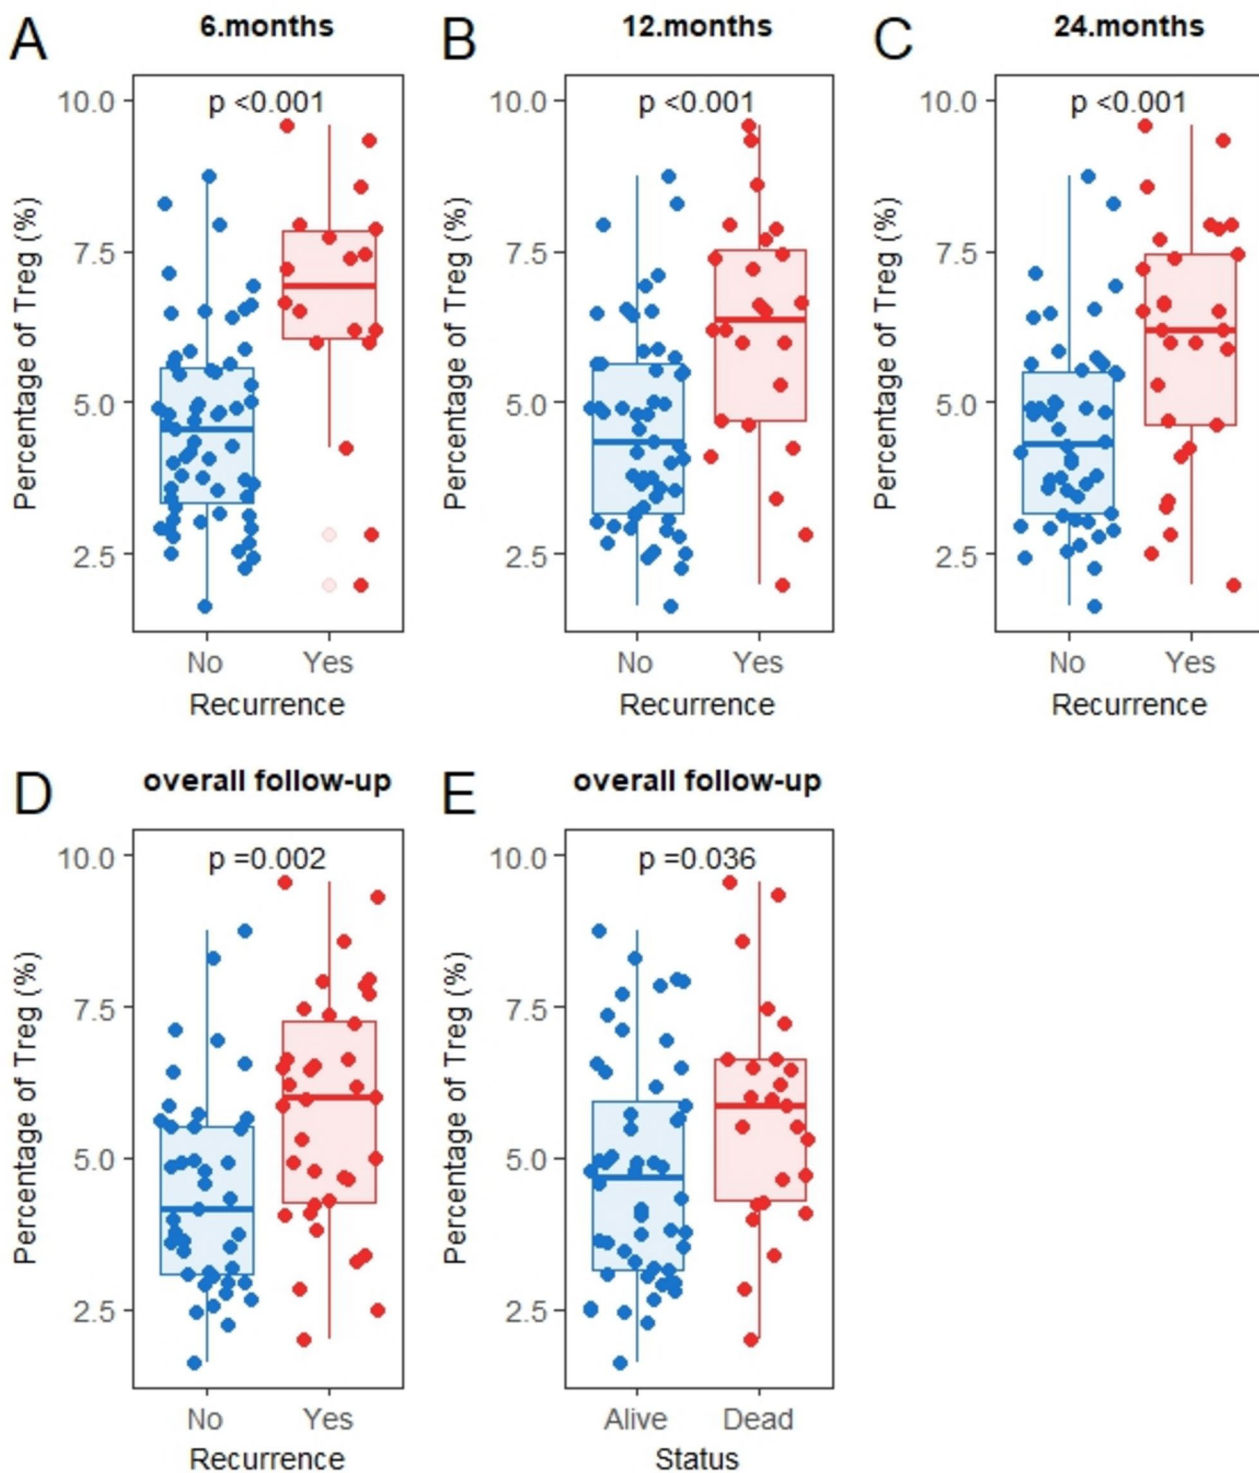 A 6.months B 12.months C 24.months
p <0.001 p <0.001 p <0.001
Percentage of Treg (%) Percentage of Treg (%) Percentage of Treg (%)
10.0 10.0 10.0
7.5 7.5 7.5
5.0 5.0 5.0
2.5 2.5 2.5
No Yes No Yes No Yes
Recurrence Recurrence Recurrence
D overall follow-up E overall follow-up
p =0.002 p =0.036
Percentage of Treg (%) Percentage of Treg (%)
10.0 10.0
7.5 7.5
5.0 5.0
2.5 2.5
No Yes Alive Dead
Recurrence Status